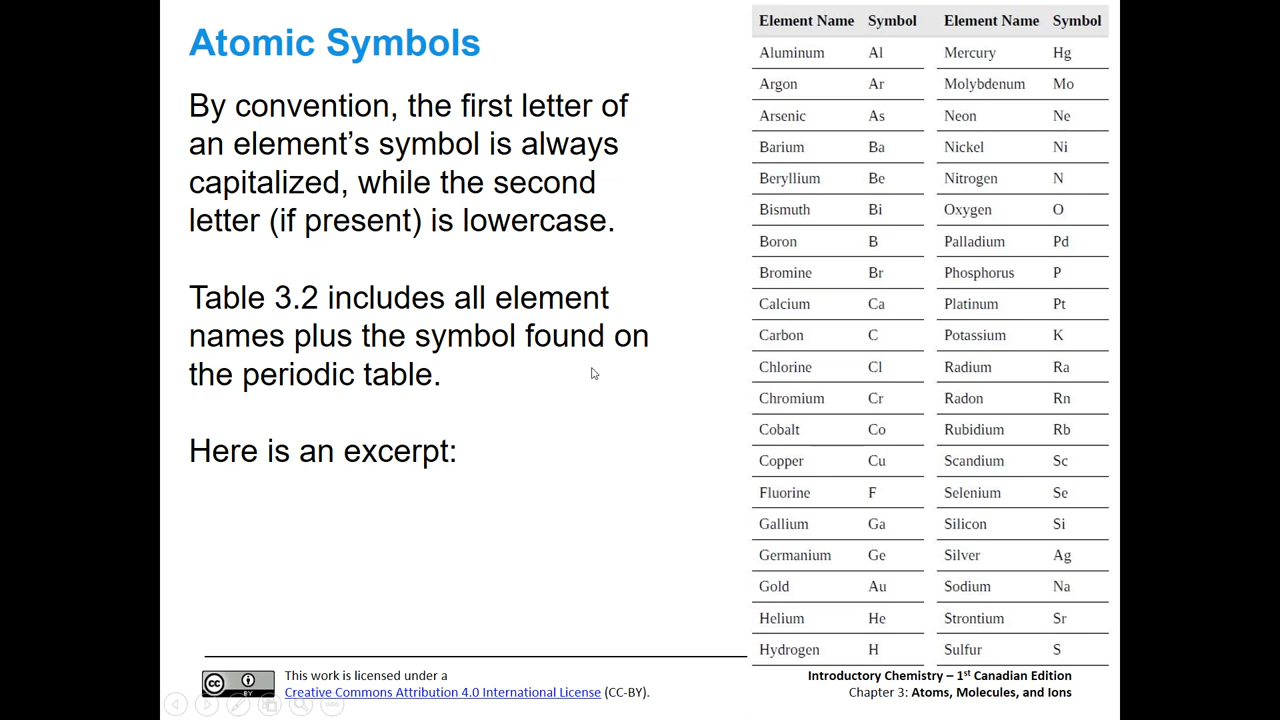 Atomic Symbols
By convention, the first letter of
an element’s symbol is always
capitalized, while the second
letter (if present) is lowercase.
Table 3.2 includes all element
names plus the symbol found on
the periodic table.
Here is an excerpt:
Element Name Symbol Element Name Symbol
Aluminum Al Mercury Hg
Argon Ar Molybdenum Mo
Arsenic As Neon Ne
Barium Ba Nickel Ni
Beryllium Be Nitrogen N
Bismuth Bi Oxygen O
Boron B Palladium Pd
Bromine Br Phosphorus P
Calcium Ca Platinum Pt
Carbon C Potassium K
Chlorine Cl Radium Ra
Chromium Cr Radon Rn
Cobalt Co Rubidium Rb
Copper Cu Scandium Sc
Fluorine F Selenium Se
Gallium Ga Silicon Si
Germanium Ge Silver Ag
Gold Au Sodium Na
Helium He Strontium Sr
Hydrogen H Sulfur S
cc BY
This work is licensed under a
Creative Commons Attribution 4.0 International License (CC-BY).
Introductory Chemistry – 1st Canadian Edition
Chapter 3: Atoms, Molecules, and Ions